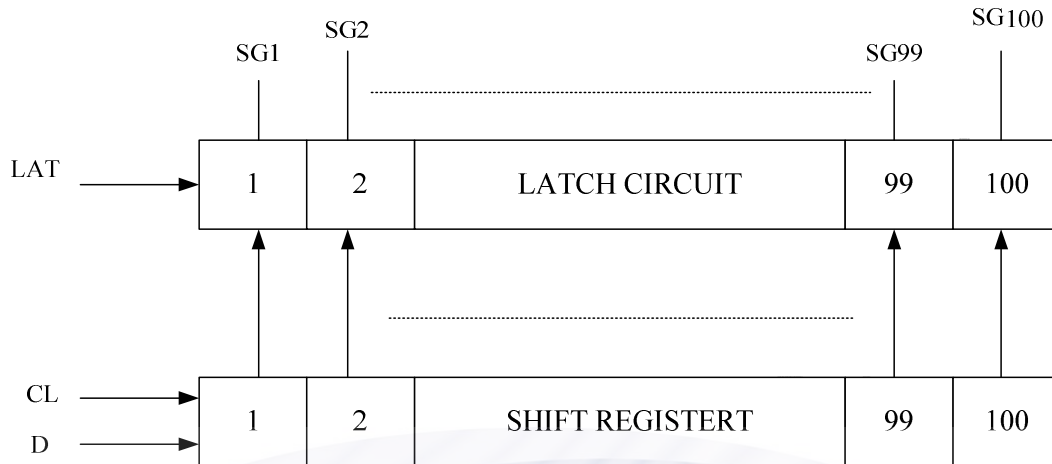 SG1
SG2
SG99
SG100
LAT
1 2 LATCH CIRCUIT 99 100
CL
D
1 2 SHIFT REGISTERT 99 100